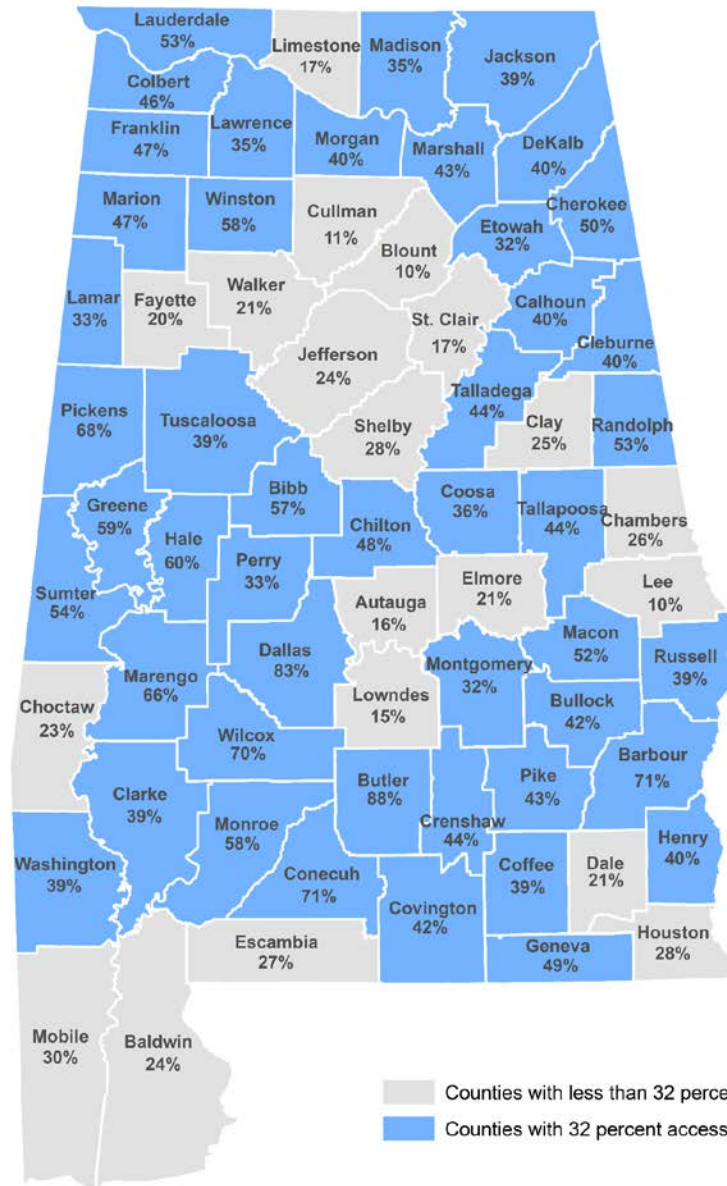 Lauderdale
53%
Limestone
17%
Madison
35%
Jackson
39%
Colbert
46%
Franklin
47%
Lawrence
35%
Morgan
40%
Marshall
43%
DeKalb
40%
Marion
47%
Winston
58%
Cullman
11%
Blount
10%
Etowah
32%
Cherokee
50%
Lamar
33%
Fayette
20%
Walker
21%
Jefferson
24%
St. Clair
17%
Calhoun
40%
Cleburne
40%
Pickens
68%
Tuscaloosa
39%
Shelby
28%
Talladega
44%
Clay
25%
Randolph
53%
Greene
59%
Hale
60%
Bibb
57%
Chilton
48%
Coosa
36%
Tallapoosa
44%
Chambers
26%
Sumter
54%
Perry
33%
Autauga
16%
Elmore
21%
Lee
10%
Marengo
66%
Dallas
83%
Lowndes
15%
Montgomery
32%
Macon
52%
Russell
39%
Choctaw
23%
Wilcox
70%
Bullock
42%
Clarke
39%
Monroe
58%
Butler
88%
Crenshaw
44%
Pike
43%
Barbour
71%
Washington
39%
Conecuh
71%
Covington
42%
Coffee
39%
Dale
21%
Henry
40%
Escambia
27%
Geneva
49%
Houston
28%
Mobile
30%
Baldwin
24%
Counties with less than 32 perce
Counties with 32 percent access